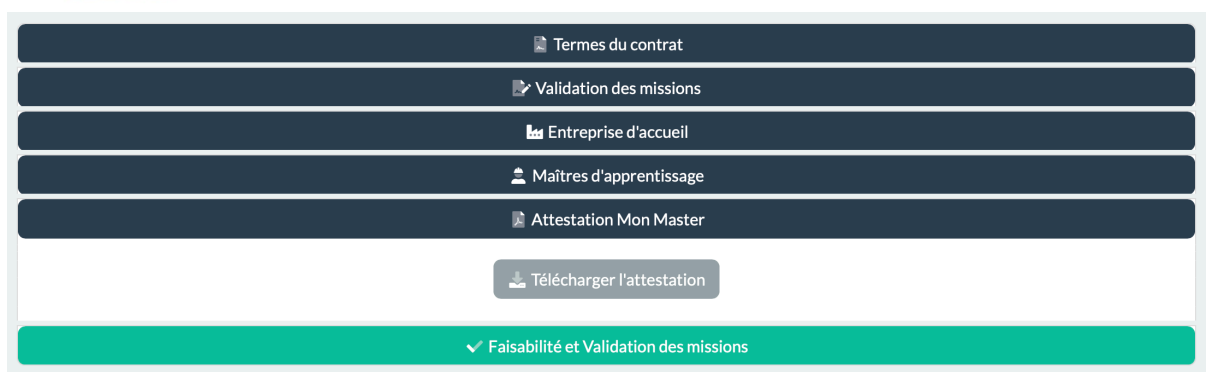 Termes du contrat
Validation des missions
Entreprise d'accueil
Maîtres d'apprentissage
Attestation Mon Master
Télécharger l'attestation
Faisabilité et Validation des missions